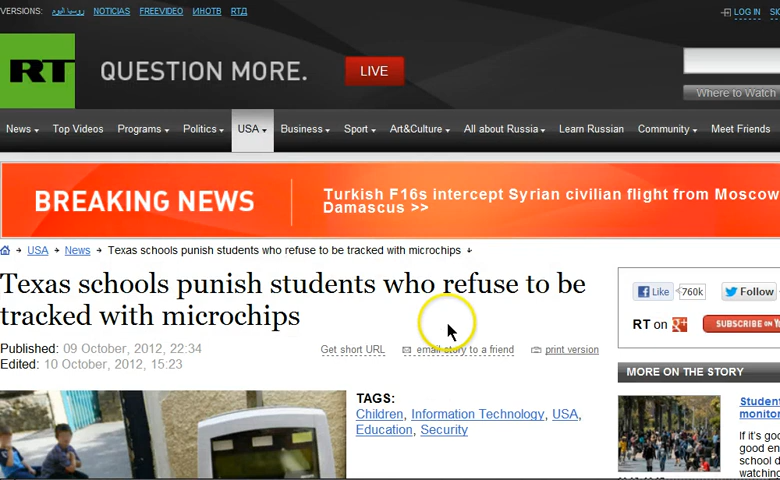 VERSIONS: روسيا اليوم NOTICIAS FREEVIDEO ИНОТВ RTД
LOG IN
RT QUESTION MORE. LIVE
Where to Watch
News Top Videos Programs Politics USA Business Sport Art&Culture All about Russia Learn Russian Community Meet Friends
BREAKING NEWS
Turkish F16s intercept Syrian civilian flight from Moscow
Damascus >>
USA News Texas schools punish students who refuse to be tracked with microchips
Texas schools punish students who refuse to be
tracked with microchips
Published: 09 October, 2012, 22:34
Edited: 10 October, 2012, 15:23
Get short URL email story to a friend print version
TAGS:
Children, Information Technology, USA,
Education, Security
Like 760k Follow
RT on g+ SUBSCRIBE ON
MORE ON THE STORY
Student
monitor
If it's goo
good en
school d
watching